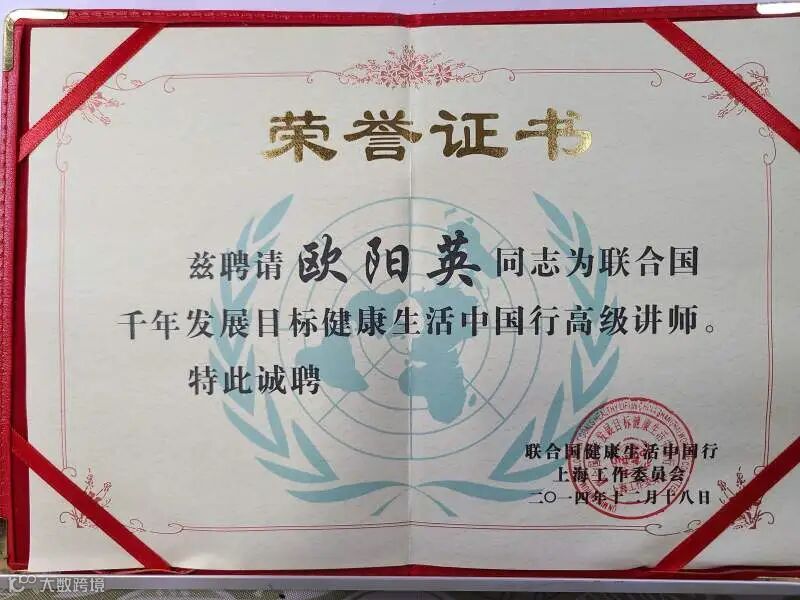 荣誉证书
兹聘请 欧阳英 同志为联合国
千年发展目标健康生活中国行高级讲师。
特此诚聘
联合国健康生活中国行
上海工作委员会
二〇一四年十二月十八日
大数跨境